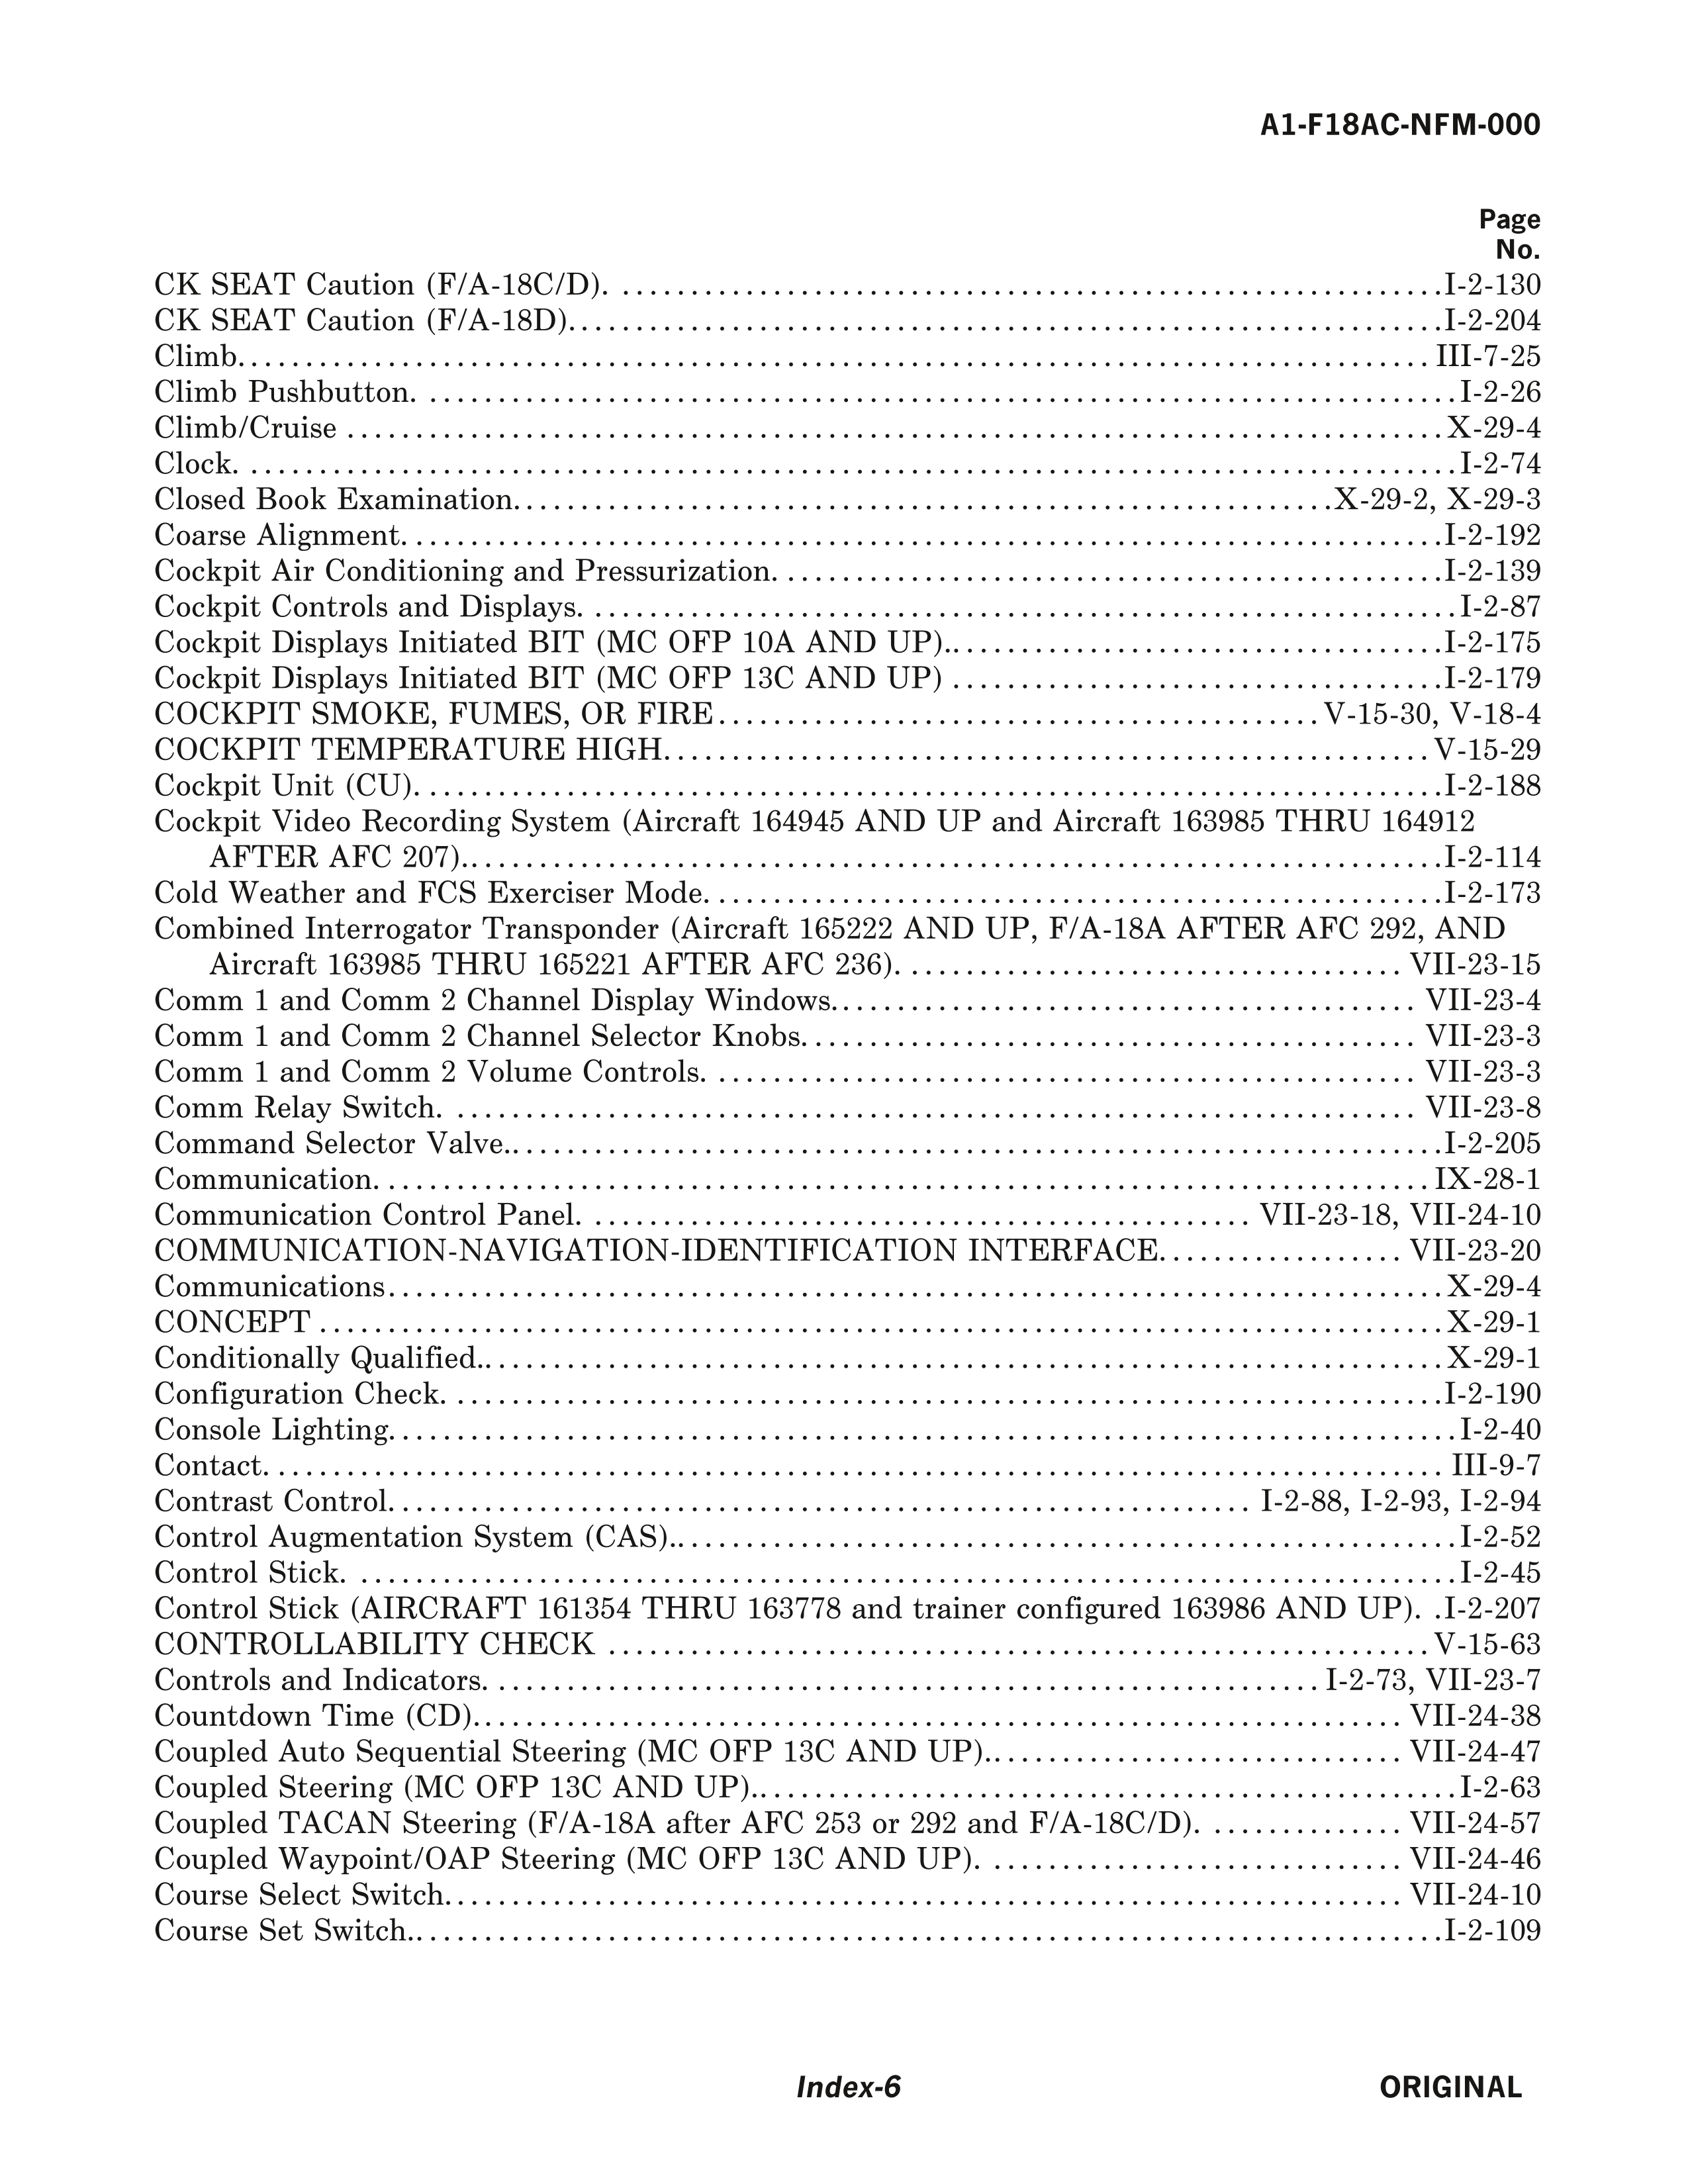 A1-F18AC-NFM-000
Page
No.
CK SEAT Caution (F/A-18C/D). . . . . . . . . . . . . . . . . . . . I-2-130
CK SEAT Caution (F/A-18D). . . . . . . . . . . . . . . . . . . . I-2-204
Climb. . . . . . . . . . . . . . . . . . . . III-7-25
Climb Pushbutton. . . . . . . . . . . . . . . . . . . . I-2-26
Climb/Cruise . . . . . . . . . . . . . . . . . . . . X-29-4
Clock. . . . . . . . . . . . . . . . . . . . I-2-74
Closed Book Examination. . . . . . . . . . . . . . . . . . . . X-29-2, X-29-3
Coarse Alignment. . . . . . . . . . . . . . . . . . . . I-2-192
Cockpit Air Conditioning and Pressurization. . . . . . . . . . . . . . . . . . . . I-2-139
Cockpit Controls and Displays. . . . . . . . . . . . . . . . . . . . I-2-87
Cockpit Displays Initiated BIT (MC OFP 10A AND UP). . . . . . . . . . . . . . . . . . . . I-2-175
Cockpit Displays Initiated BIT (MC OFP 13C AND UP) . . . . . . . . . . . . . . . . . . . . I-2-179
COCKPIT SMOKE, FUMES, OR FIRE . . . . . . . . . . . . . . . . . . . . V-15-30, V-18-4
COCKPIT TEMPERATURE HIGH. . . . . . . . . . . . . . . . . . . . V-15-29
Cockpit Unit (CU). . . . . . . . . . . . . . . . . . . . I-2-188
Cockpit Video Recording System (Aircraft 164945 AND UP and Aircraft 163985 THRU 164912
AFTER AFC 207). . . . . . . . . . . . . . . . . . . . I-2-114
Cold Weather and FCS Exerciser Mode. . . . . . . . . . . . . . . . . . . . I-2-173
Combined Interrogator Transponder (Aircraft 165222 AND UP, F/A-18A AFTER AFC 292, AND
Aircraft 163985 THRU 165221 AFTER AFC 236). . . . . . . . . . . . . . . . . . . . VII-23-15
Comm 1 and Comm 2 Channel Display Windows. . . . . . . . . . . . . . . . . . . . VII-23-4
Comm 1 and Comm 2 Channel Selector Knobs. . . . . . . . . . . . . . . . . . . . VII-23-3
Comm 1 and Comm 2 Volume Controls. . . . . . . . . . . . . . . . . . . . VII-23-3
Comm Relay Switch. . . . . . . . . . . . . . . . . . . . VII-23-8
Command Selector Valve. . . . . . . . . . . . . . . . . . . . I-2-205
Communication. . . . . . . . . . . . . . . . . . . . IX-28-1
Communication Control Panel. . . . . . . . . . . . . . . . . . . . VII-23-18, VII-24-10
COMMUNICATION-NAVIGATION-IDENTIFICATION INTERFACE. . . . . . . . . . . . . . . . . . . . VII-23-20
Communications . . . . . . . . . . . . . . . . . . . . X-29-4
CONCEPT . . . . . . . . . . . . . . . . . . . . X-29-1
Conditionally Qualified. . . . . . . . . . . . . . . . . . . . X-29-1
Configuration Check. . . . . . . . . . . . . . . . . . . . I-2-190
Console Lighting. . . . . . . . . . . . . . . . . . . . I-2-40
Contact. . . . . . . . . . . . . . . . . . . . III-9-7
Contrast Control. . . . . . . . . . . . . . . . . . . . I-2-88, I-2-93, I-2-94
Control Augmentation System (CAS). . . . . . . . . . . . . . . . . . . . I-2-52
Control Stick. . . . . . . . . . . . . . . . . . . . I-2-45
Control Stick (AIRCRAFT 161354 THRU 163778 and trainer configured 163986 AND UP). . .I-2-207
CONTROLLABILITY CHECK . . . . . . . . . . . . . . . . . . . . V-15-63
Controls and Indicators. . . . . . . . . . . . . . . . . . . . I-2-73, VII-23-7
Countdown Time (CD). . . . . . . . . . . . . . . . . . . . VII-24-38
Coupled Auto Sequential Steering (MC OFP 13C AND UP). . . . . . . . . . . . . . . . . . . . VII-24-47
Coupled Steering (MC OFP 13C AND UP). . . . . . . . . . . . . . . . . . . . I-2-63
Coupled TACAN Steering (F/A-18A after AFC 253 or 292 and F/A-18C/D). . . . . . . . . . . . . . . VII-24-57
Coupled Waypoint/OAP Steering (MC OFP 13C AND UP). . . . . . . . . . . . . . . . . . . . VII-24-46
Course Select Switch. . . . . . . . . . . . . . . . . . . . VII-24-10
Course Set Switch. . . . . . . . . . . . . . . . . . . . I-2-109
Index-6
ORIGINAL